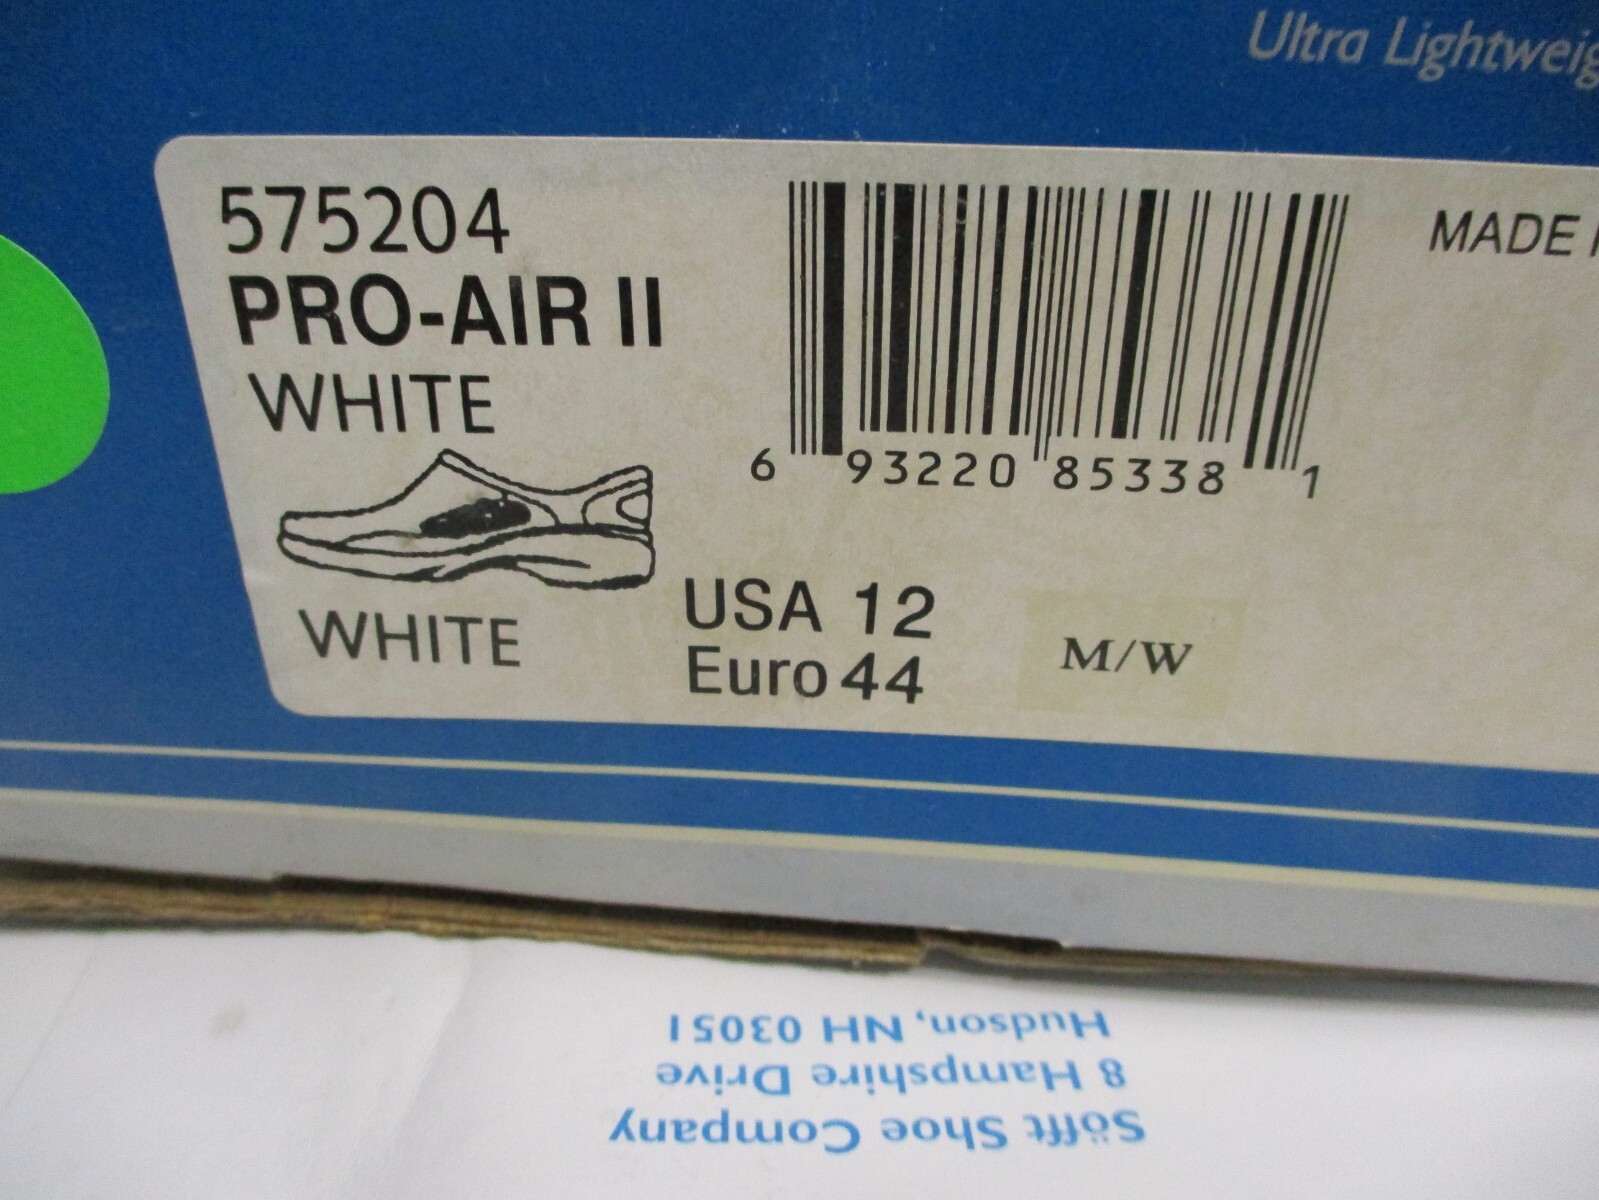 Ultra Lightweig
575204
PRO-AIR II
WHITE
WHITE
6 93220 85338 1
USA 12
Euro 44
M/W
MADE
Söfft Shoe Company
8 Hampshire Drive
Hudson, NH 03051